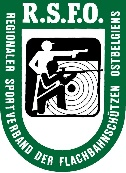 R.S.F.O.
REGIONALER SPORTVERBAND DER FLACHBAHNSCHÜTZEN OSTBELGIENS